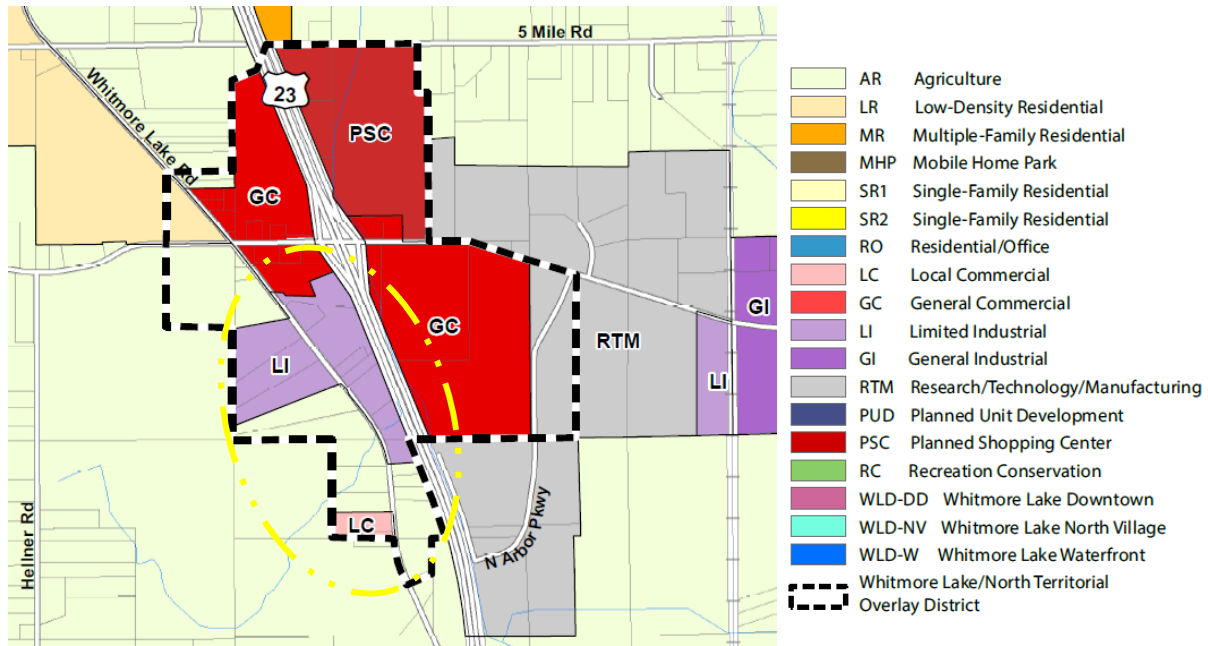 5 Mile Rd
Whitmore Lake Rd
23
PSC
GC
GC
GI
RTM
LI
LI
LC
N Arbor Pkwy
Hellner Rd
AR Agriculture
LR Low-Density Residential
MR Multiple-Family Residential
MHP Mobile Home Park
SR1 Single-Family Residential
SR2 Single-Family Residential
RO Residential/Office
LC Local Commercial
GC General Commercial
LI Limited Industrial
GI General Industrial
RTM Research/Technology/Manufacturing
PUD Planned Unit Development
PSC Planned Shopping Center
RC Recreation Conservation
WLD-DD Whitmore Lake Downtown
WLD-NV Whitmore Lake North Village
WLD-W Whitmore Lake Waterfront
Whitmore Lake/North Territorial
Overlay District